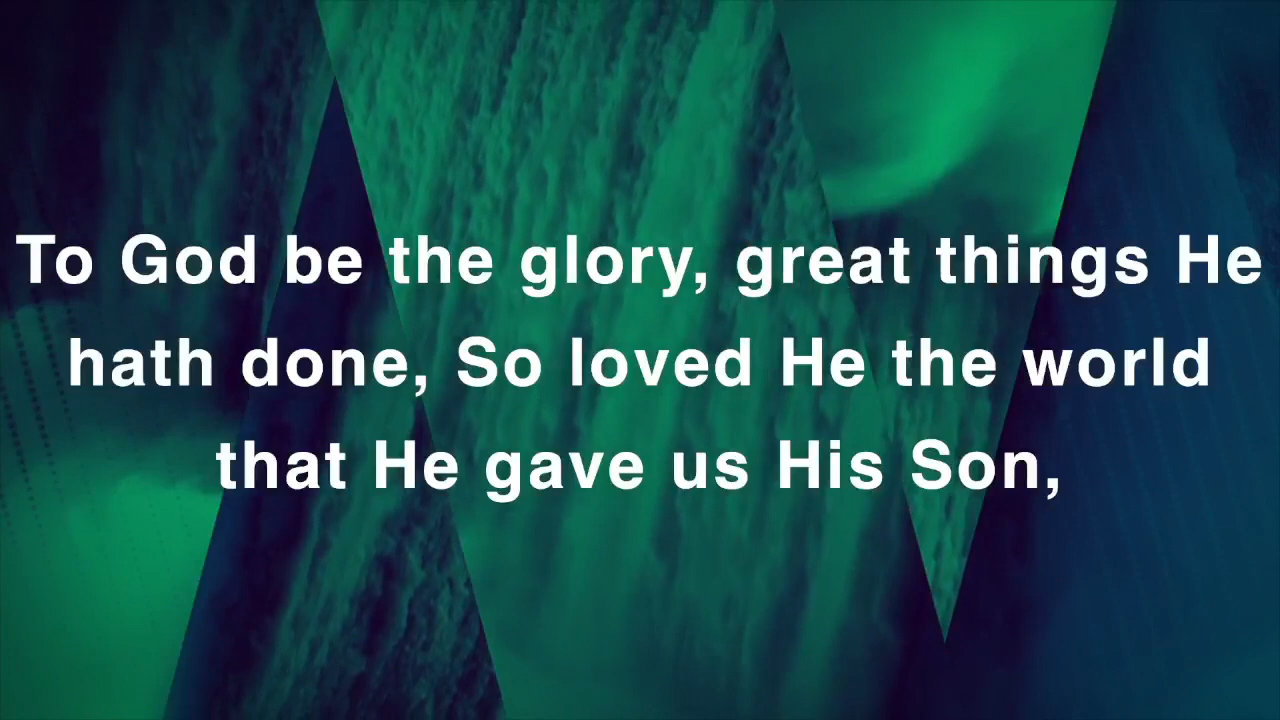 To God be the glory, great things He
hath done, So loved He the world
that He gave us His Son,